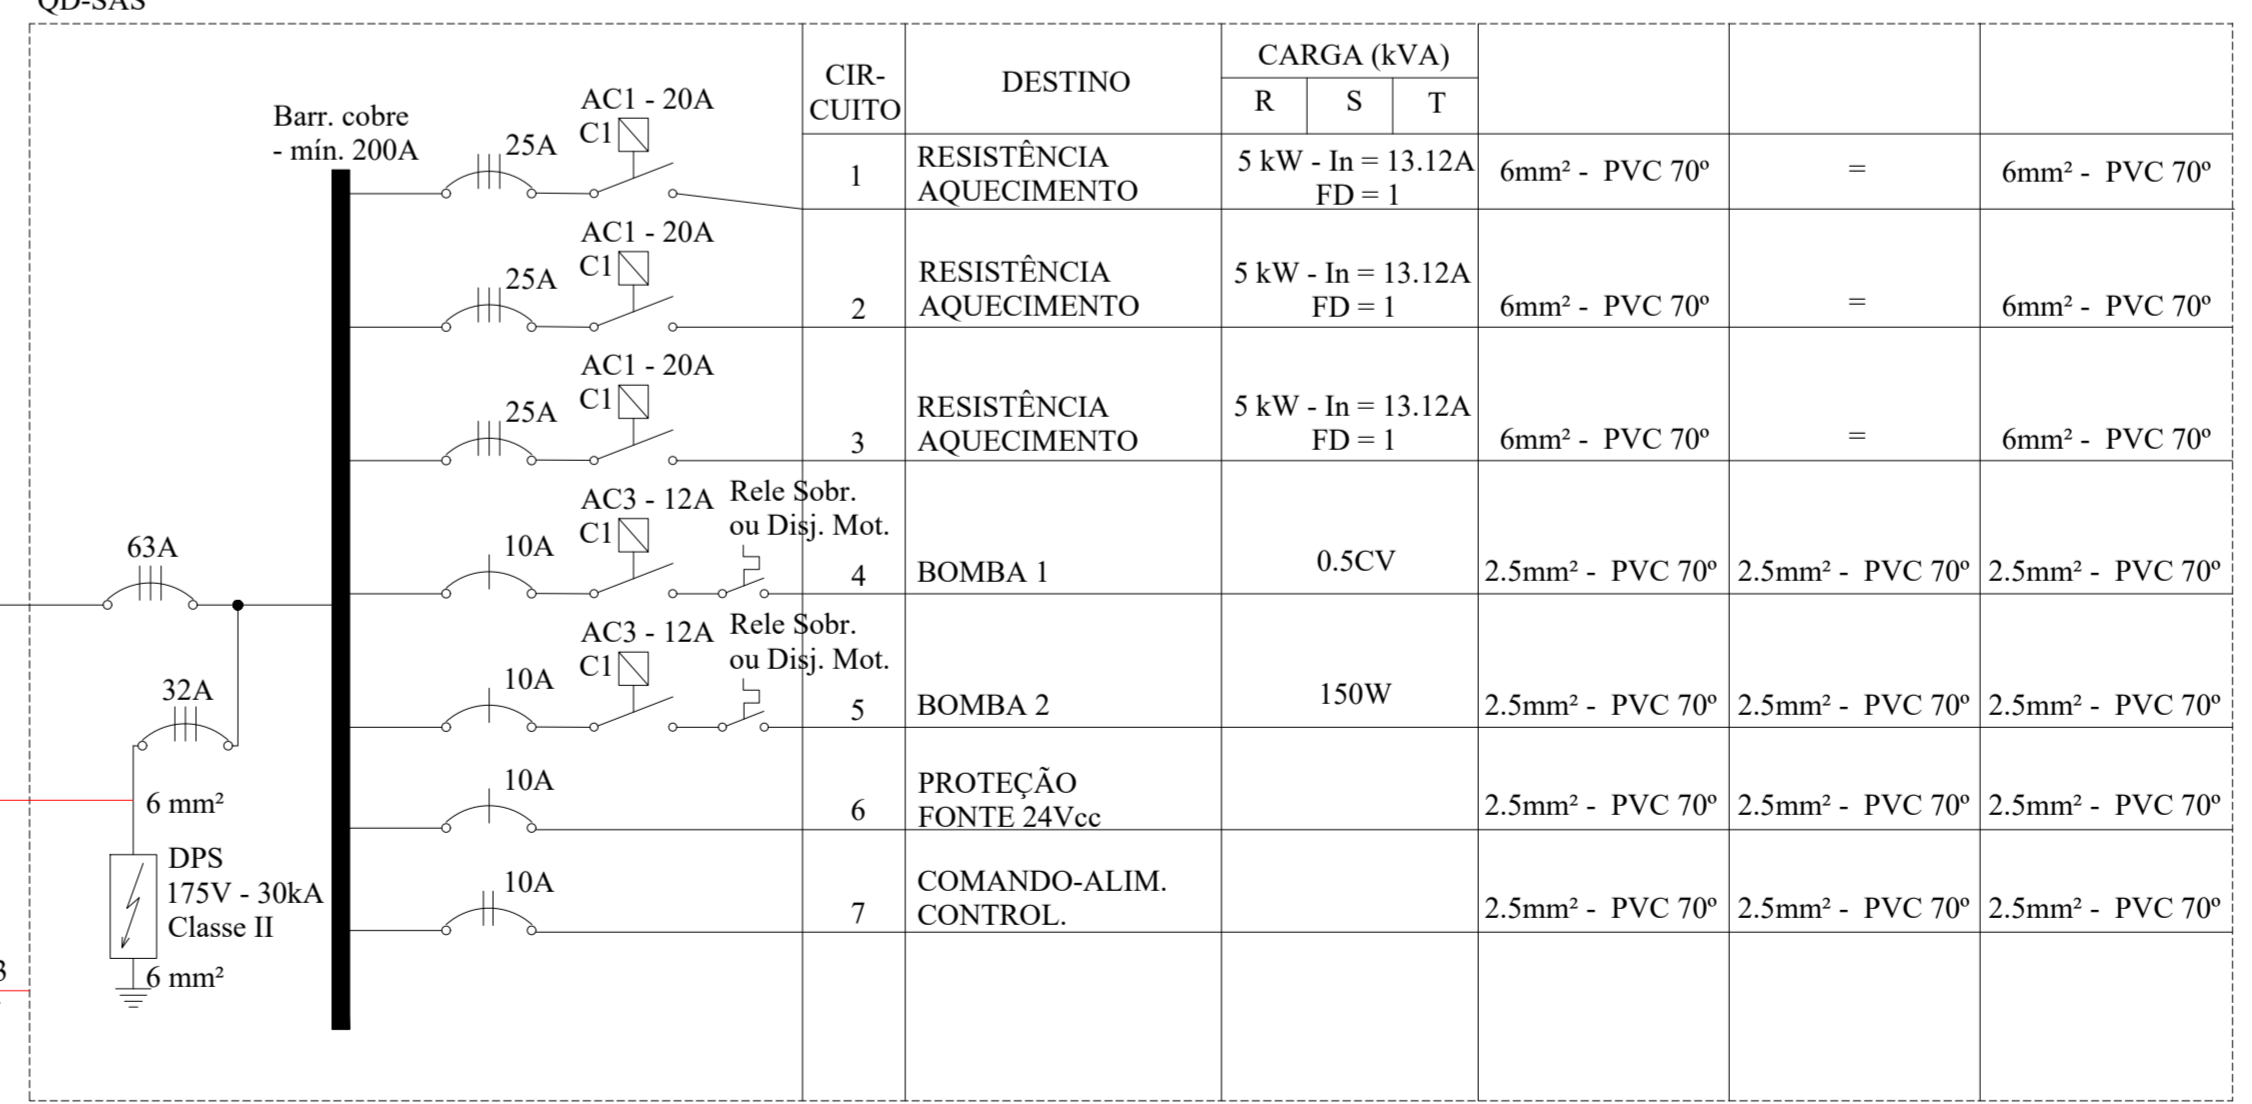 QD-SAS
Barr. cobre
- mín. 200A
63A
32A
6 mm²
DPS
175V - 30kA
Classe II
6 mm²
3
CIR-
CUITO
DESTINO
CARGA (kVA)
R S T
25A
AC1 - 20A
C1
1
RESISTÊNCIA
AQUECIMENTO
5 kW - In = 13.12A
FD = 1
6mm² - PVC 70º
=
6mm² - PVC 70º
25A
AC1 - 20A
C1
2
RESISTÊNCIA
AQUECIMENTO
5 kW - In = 13.12A
FD = 1
6mm² - PVC 70º
=
6mm² - PVC 70º
25A
AC1 - 20A
C1
3
RESISTÊNCIA
AQUECIMENTO
5 kW - In = 13.12A
FD = 1
6mm² - PVC 70º
=
6mm² - PVC 70º
10A
AC3 - 12A
C1
Rele Sobr.
ou Disj. Mot.
4
BOMBA 1
0.5CV
2.5mm² - PVC 70º
2.5mm² - PVC 70º
2.5mm² - PVC 70º
10A
AC3 - 12A
C1
Rele Sobr.
ou Disj. Mot.
5
BOMBA 2
150W
2.5mm² - PVC 70º
2.5mm² - PVC 70º
2.5mm² - PVC 70º
10A
6
PROTEÇÃO
FONTE 24Vcc
2.5mm² - PVC 70º
2.5mm² - PVC 70º
2.5mm² - PVC 70º
10A
7
COMANDO-ALIM.
CONTROL.
2.5mm² - PVC 70º
2.5mm² - PVC 70º
2.5mm² - PVC 70º